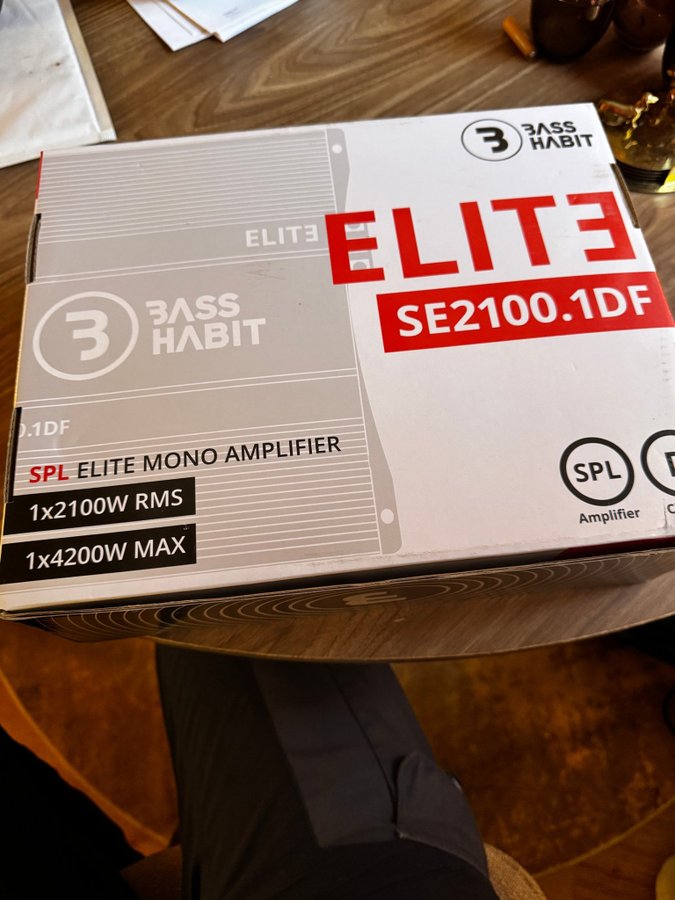 BASS
HABIT
ELITE
SE2100.1DF
ELITE
BASS
HABIT
0.1DF
SPL ELITE MONO AMPLIFIER
1x2100W RMS
1x4200W MAX
SPL
Amplifier